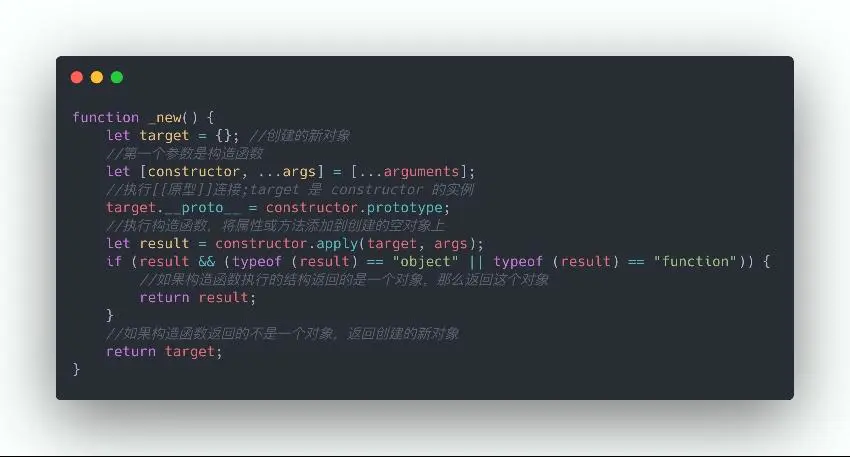 function _new() {
    let target = {}; //创建的新对象
    //第一个参数是构造函数
    let [constructor, ...args] = [...arguments];
    //执行[[原型]]连接;target 是 constructor 的实例
    target.__proto__ = constructor.prototype;
    //执行构造函数，将属性或方法添加到创建的空对象上
    let result = constructor.apply(target, args);
    if (result && (typeof (result) == "object" || typeof (result) == "function")) {
        //如果构造函数执行的结构返回的是一个对象，那么返回这个对象
        return result;
    }
    //如果构造函数返回的不是一个对象，返回创建的新对象
    return target;
}